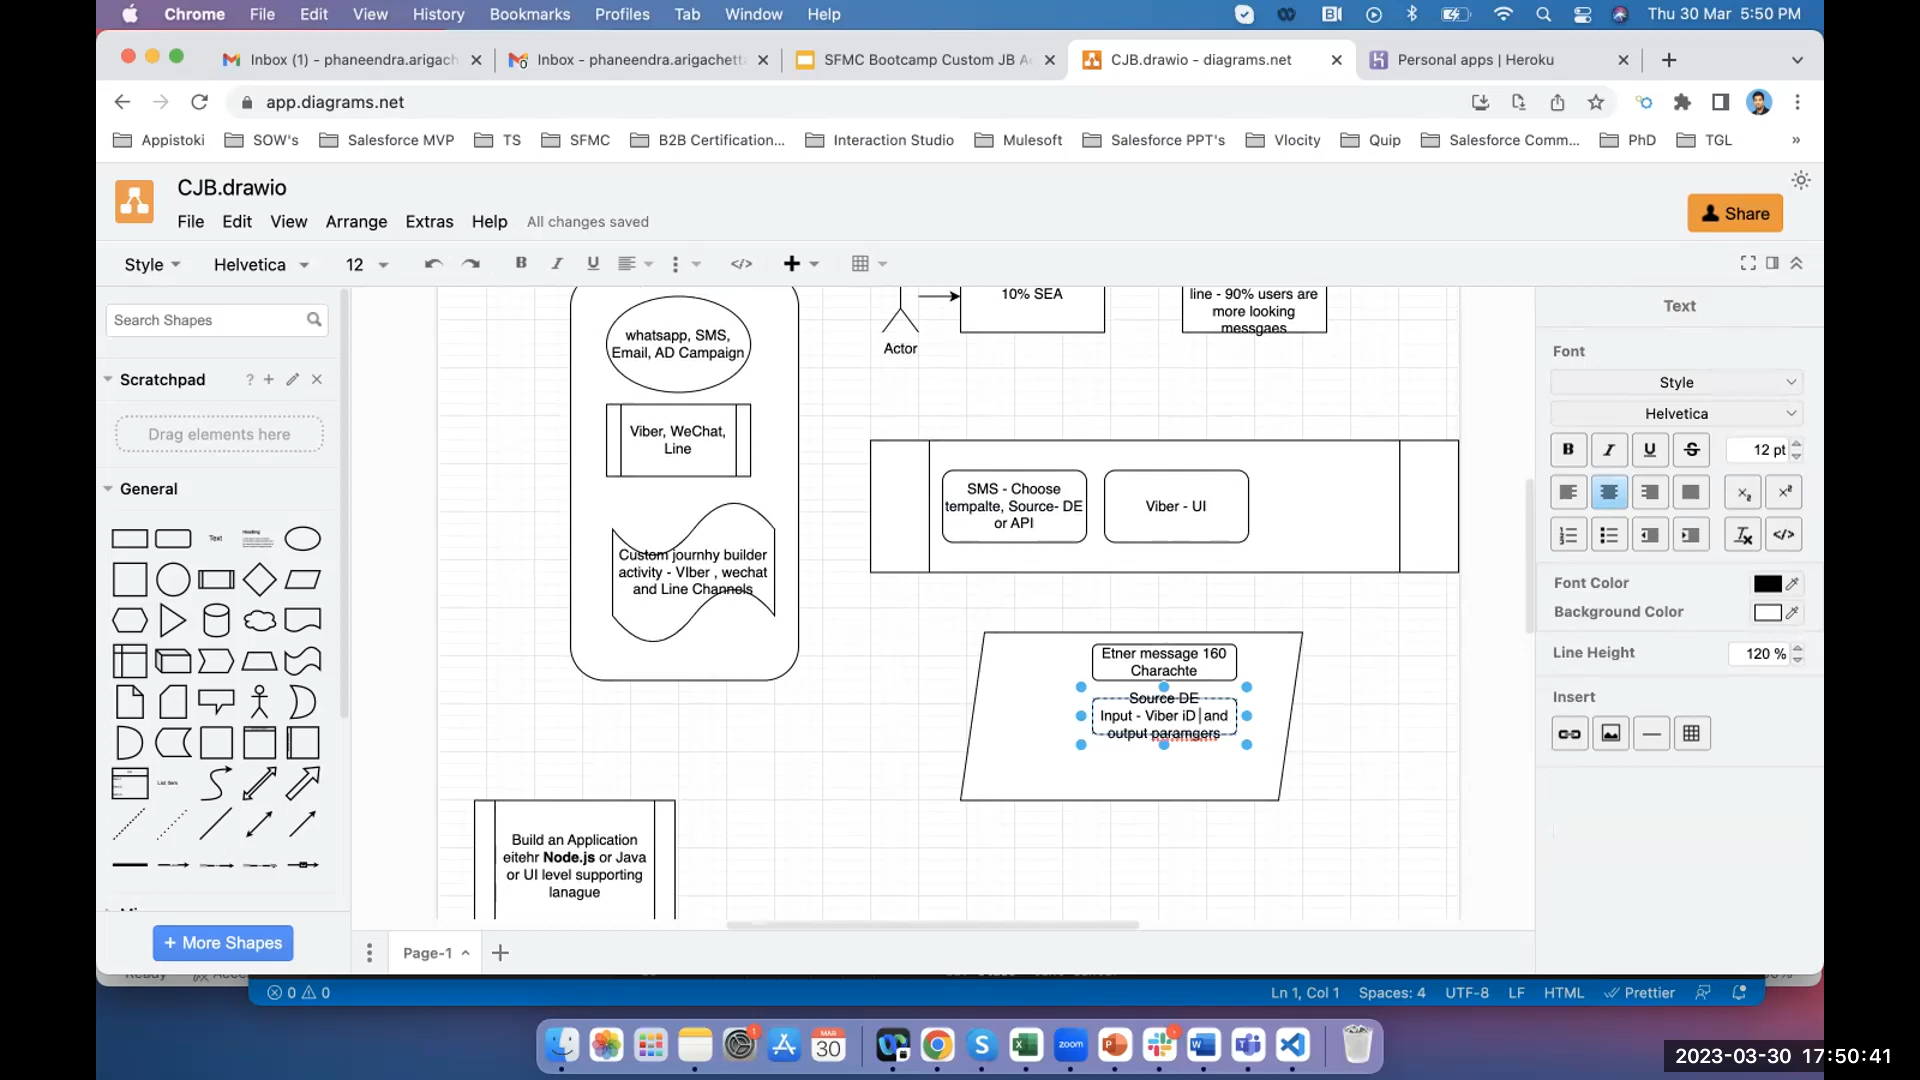 Chrome File Edit View History Bookmarks Profiles Tab Window Help
Thu 30 Mar 5:50 PM
Inbox (1) - phaneendra.arigach
Inbox - phaneendra.arigachett
SFMC Bootcamp Custom JB A
CJB.drawio - diagrams.net
Personal apps | Heroku
app.diagrams.net
Appistoki SOW's Salesforce MVP TS SFMC B2B Certification... Interaction Studio Mulesoft Salesforce PPT's Vlocity Quip Salesforce Comm... PhD TGL »
CJB.drawio
File Edit View Arrange Extras Help All changes saved
Share
Style Helvetica 12 B I U
Search Shapes
Scratchpad ?
Drag elements here
General
Text
Heading
List Item
+ More Shapes
whatsapp, SMS,
Email, AD Campaign
Viber, WeChat,
Line
Custom journhy builder
activity - VIber , wechat
and Line Channels
Build an Application
eitehr Node.js or Java
or UI level supporting
lanague
Actor
10% SEA
line - 90% users are
more looking
messgaes
SMS - Choose
tempalte, Source- DE
or API
Viber - UI
Etner message 160
Charachte
Source DE
Input - Viber iD and
output paramgers
Page-1
Text
Font
Style
Helvetica
B I U S 12 pt
Font Color
Background Color
Line Height 120 %
Insert
0 0
Ln 1, Col 1 Spaces: 4 UTF-8 LF HTML Prettier
MAR
30
zoom
2023-03-30 17:50:41